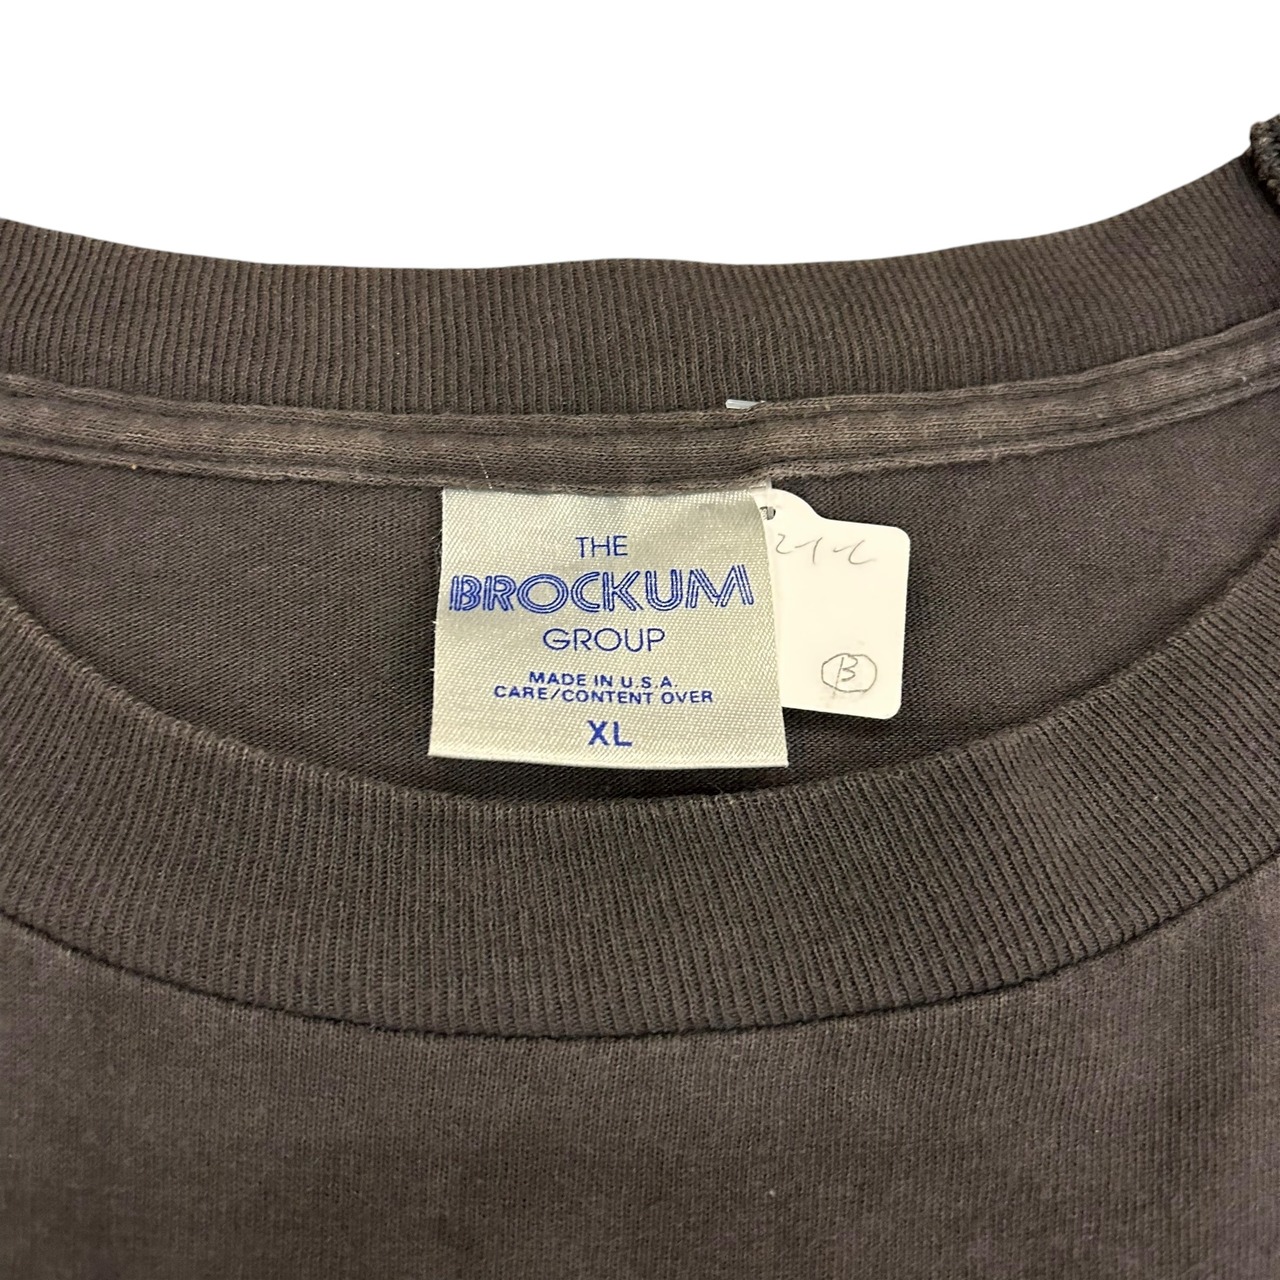 THE
BROCKUM
GROUP
MADE IN U.S.A.
CARE/CONTENT OVER
XL
B